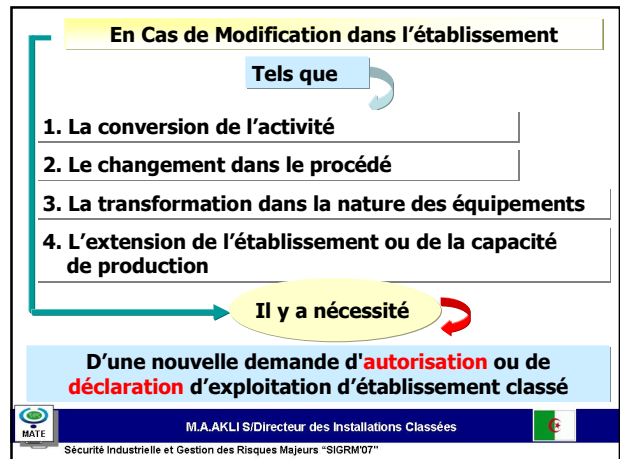 En Cas de Modification dans l’établissement
Tels que
1. La conversion de l’activité
2. Le changement dans le procédé
3. La transformation dans la nature des équipements
4. L’extension de l’établissement ou de la capacité
de production
Il y a nécessité
D’une nouvelle demande d'autorisation ou de
déclaration d’exploitation d’établissement classé
MATE
M.A.AKLI S/Directeur des Installations Classées
Sécurité Industrielle et Gestion des Risques Majeurs “SIGRM’07”